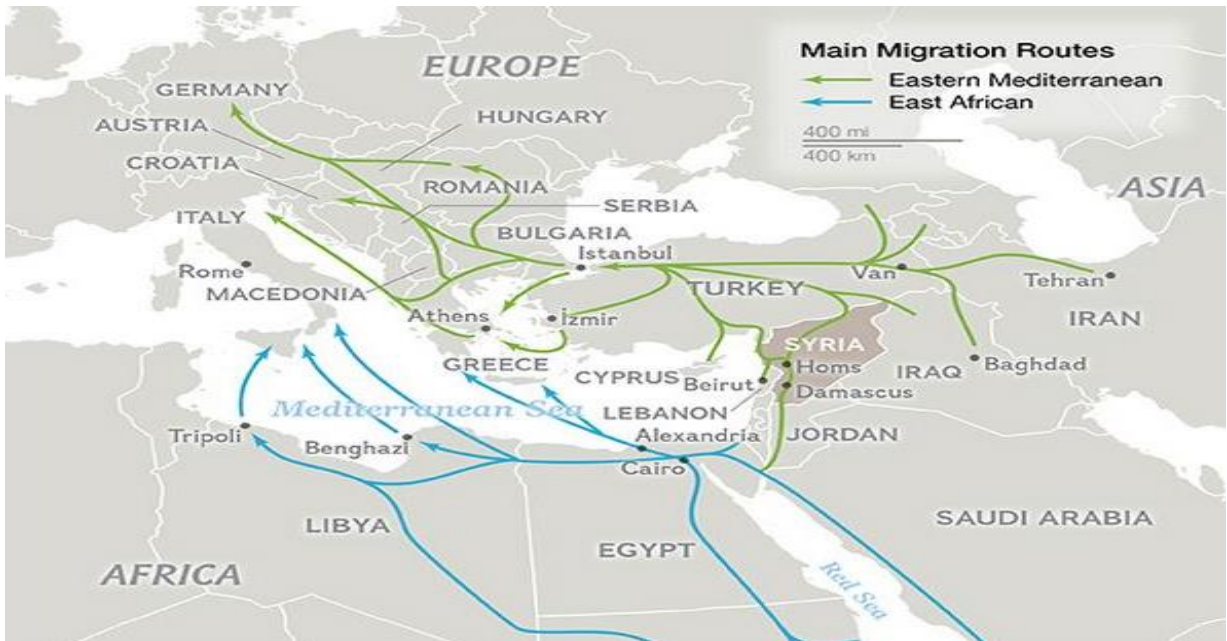 Main Migration Routes
Eastern Mediterranean
East African
400 mi
400 km
EUROPE
GERMANY
HUNGARY
AUSTRIA
CROATIA
ROMANIA
ASIA
SERBIA
ITALY
BULGARIA
Istanbul
Rome
Van
Tehran
MACEDONIA
TURKEY
Athens
İzmir
IRAN
SYRIA
GREECE
CYPRUS
Beirut
Homs
IRAQ
Baghdad
Damascus
Mediterranean Sea
LEBANON
Tripoli
Benghazi
Alexandria
JORDAN
Cairo
LIBYA
EGYPT
SAUDI ARABIA
AFRICA
Red Sea